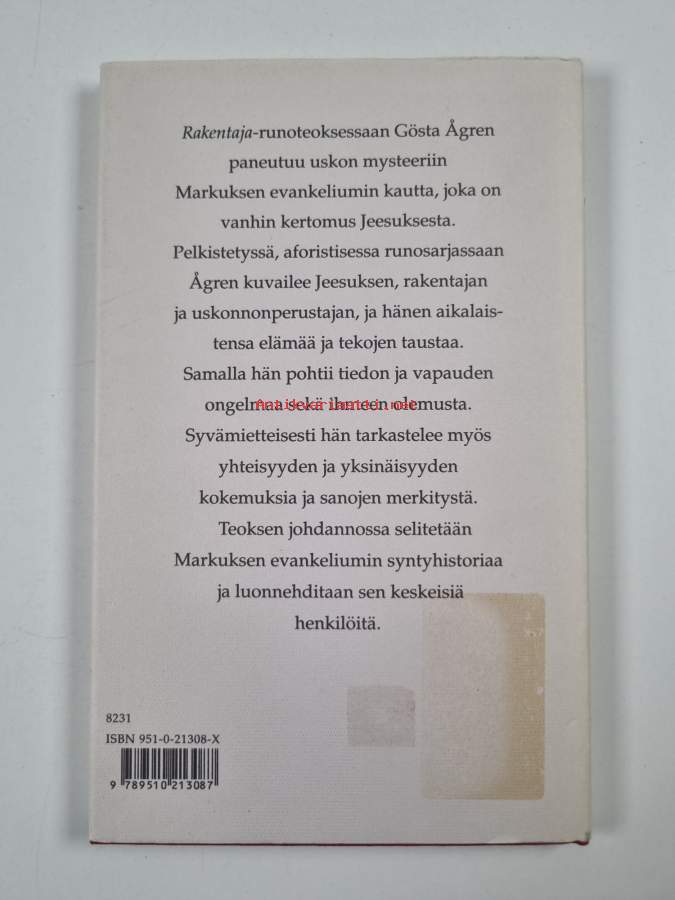 Rakentaja-runoteoksessaan Gösta Ågren
paneutuu uskon mysteeriin
Markuksen evankeliumin kautta, joka on
vanhin kertomus Jeesuksesta.
Pelkistetyssä, aforistisessa runosarjassaan
Ågren kuvailee Jeesuksen, rakentajan
ja uskonnonperustajan, ja hänen aikalais-
tensa elämää ja tekojen taustaa.
Samalla hän pohtii tiedon ja vapauden
ongelmaa sekä ihmisen olemusta.
Antikvariaatti.net
Syvämietteisesti hän tarkastelee myös
yhteisyyden ja yksinäisyyden
kokemuksia ja sanojen merkitystä.
Teoksen johdannossa selitetään
Markuksen evankeliumin syntyhistoriaa
ja luonnehditaan sen keskeisiä
henkilöitä.
8231
ISBN 951-0-21308-X
9 789510 213087